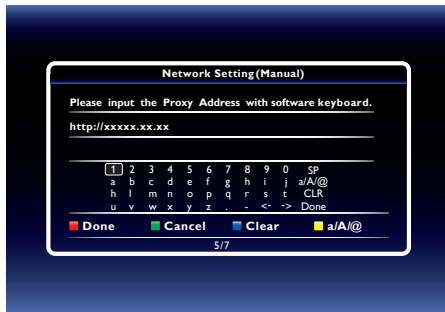 Network Setting(Manual)
Please input the Proxy Address with software keyboard.
http://xxxxx.xx.xx
1 2 3 4 5 6 7 8 9 0 SP
a b c d e f g h i j a/A/@
h l m n o p q r s t CLR
u v w x y z . - <- -> Done
Done Cancel Clear a/A/@
5/7